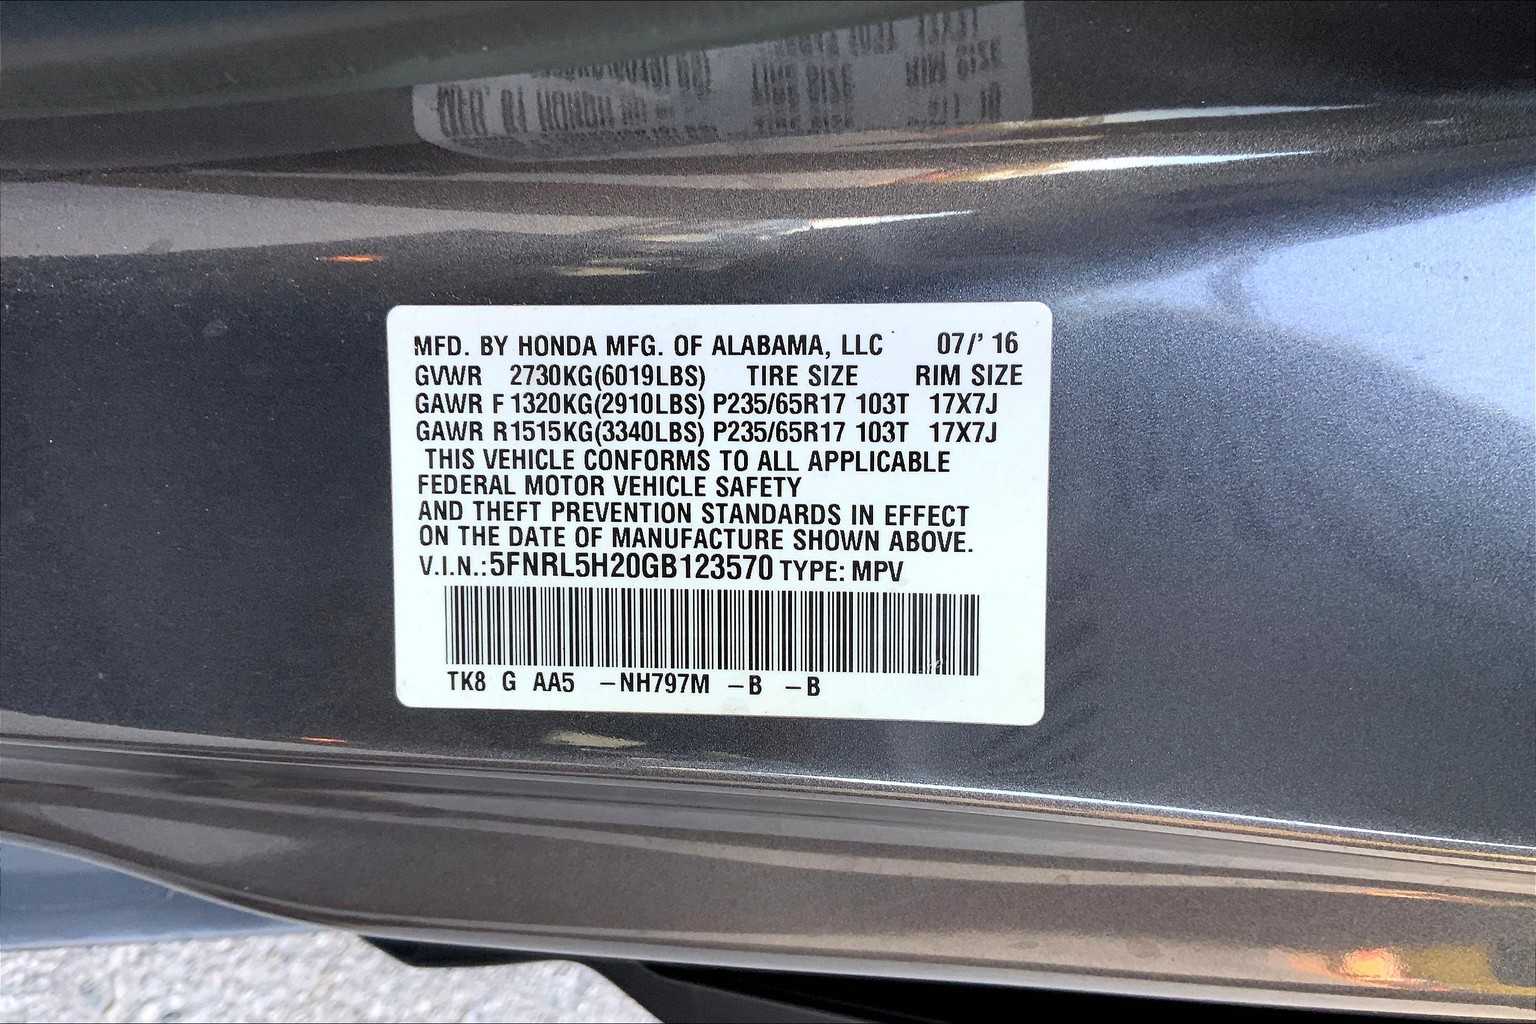 MFD. BY HONDA MFG. OF ALABAMA, LLC 07/' 16
GVWR 2730KG(6019LBS) TIRE SIZE RIM SIZE
GAWR F 1320KG(2910LBS) P235/65R17 103T 17X7J
GAWR R1515KG(3340LBS) P235/65R17 103T 17X7J
THIS VEHICLE CONFORMS TO ALL APPLICABLE
FEDERAL MOTOR VEHICLE SAFETY
AND THEFT PREVENTION STANDARDS IN EFFECT
ON THE DATE OF MANUFACTURE SHOWN ABOVE.
V.I.N.:5FNRL5H20GB123570 TYPE: MPV
TK8 G AA5 -NH797M -B -B